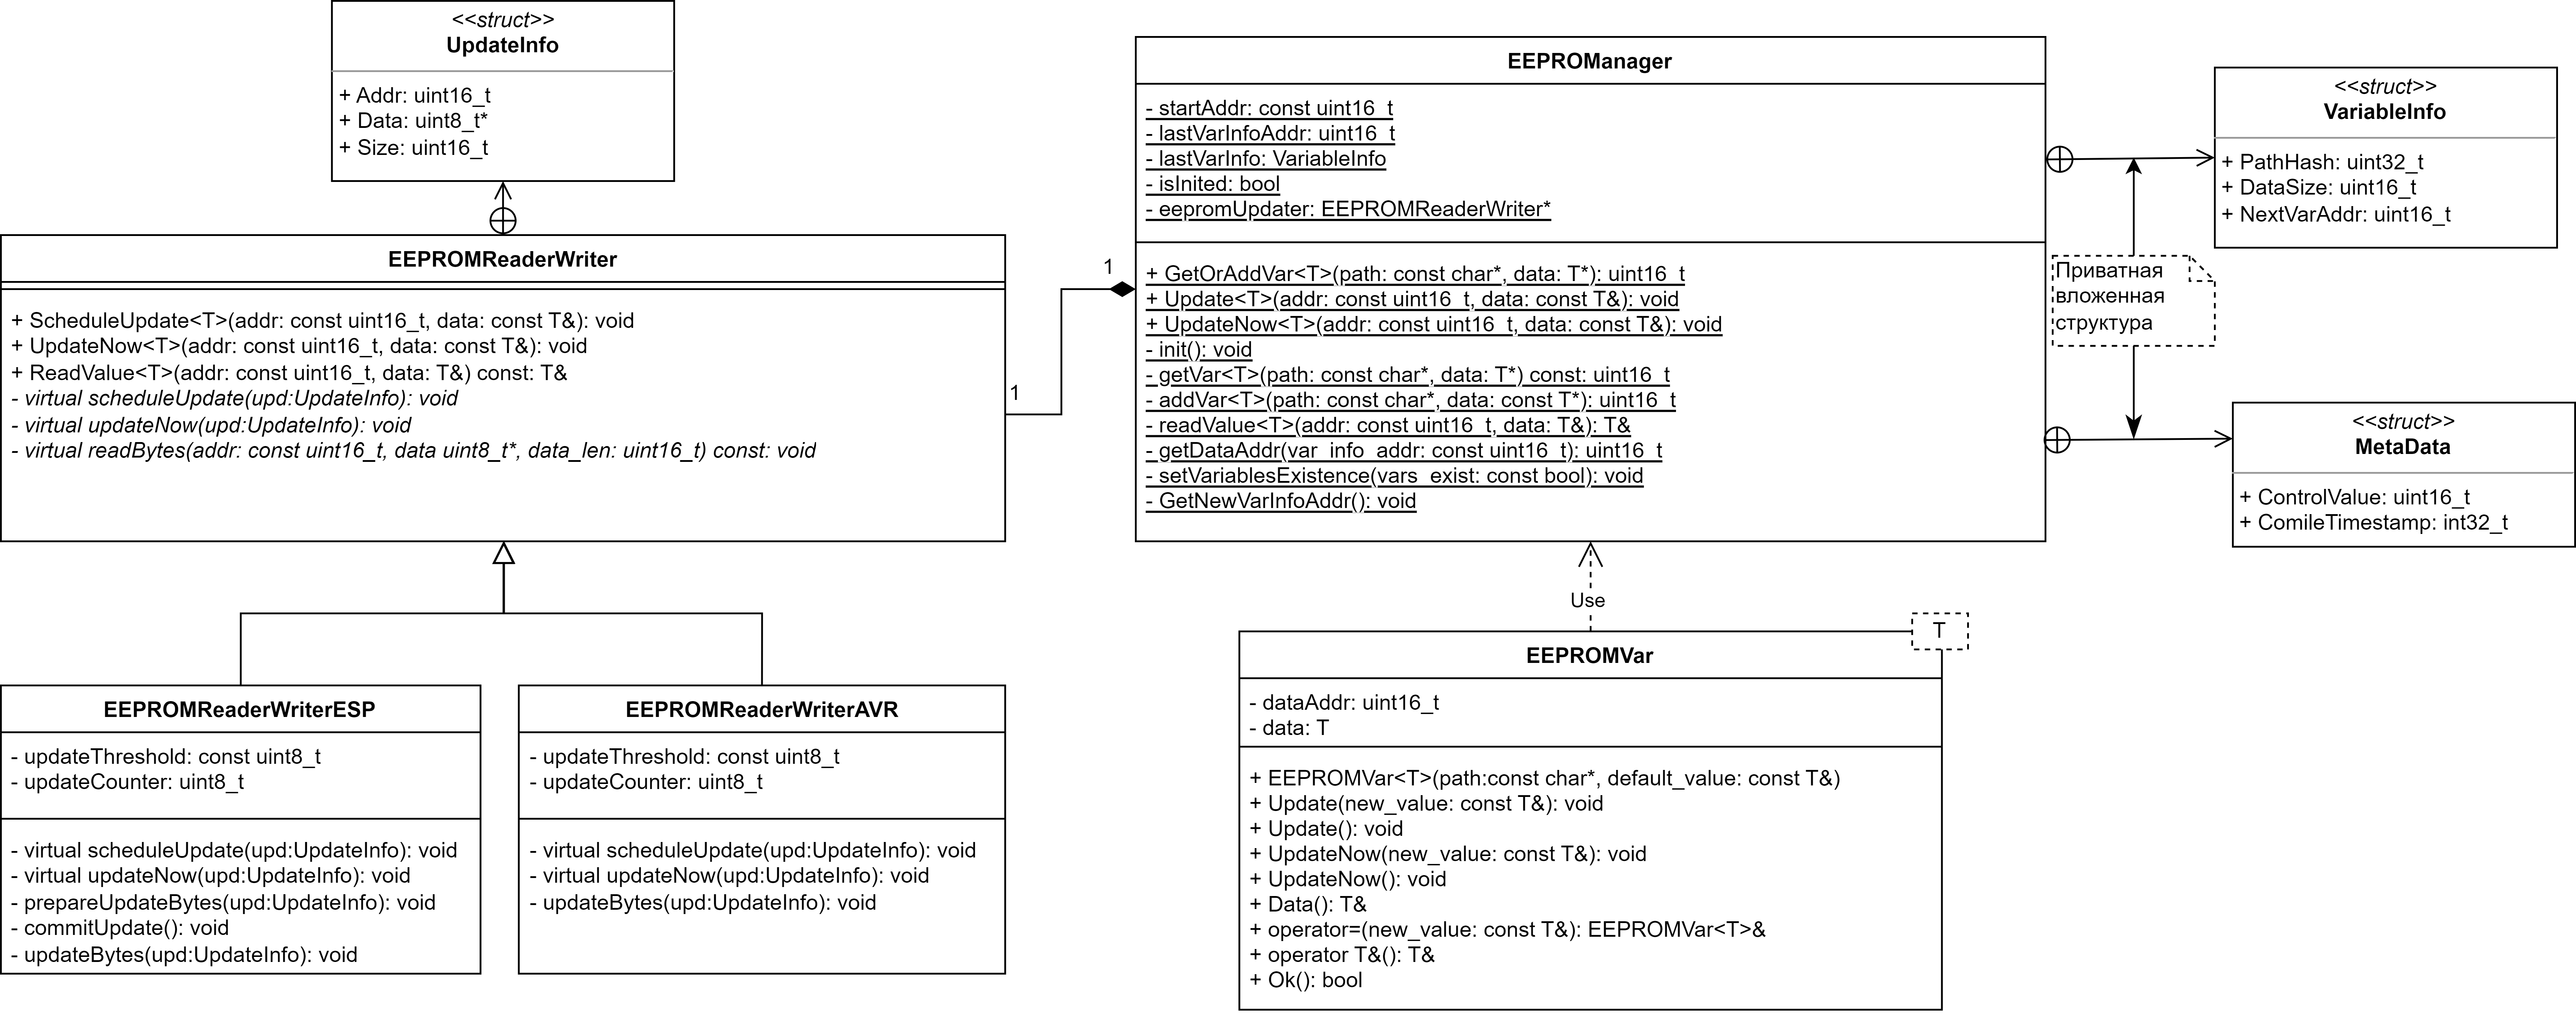 <<struct>>
UpdateInfo
+ Addr: uint16_t
+ Data: uint8_t*
+ Size: uint16_t
EEPROMReaderWriter
+ ScheduleUpdate<T>(addr: const uint16_t, data: const T&): void
+ UpdateNow<T>(addr: const uint16_t, data: const T&): void
+ ReadValue<T>(addr: const uint16_t, data: T&) const: T&
- virtual scheduleUpdate(upd:UpdateInfo): void
- virtual updateNow(upd:UpdateInfo): void
- virtual readBytes(addr: const uint16_t, data uint8_t*, data_len: uint16_t) const: void
1
1
EEPROManager
- startAddr: const uint16_t
- lastVarInfoAddr: uint16_t
- lastVarInfo: VariableInfo
- isInited: bool
- eepromUpdater: EEPROMReaderWriter*
+ GetOrAddVar<T>(path: const char*, data: T*): uint16_t
+ Update<T>(addr: const uint16_t, data: const T&): void
+ UpdateNow<T>(addr: const uint16_t, data: const T&): void
- init(): void
- getVar<T>(path: const char*, data: T*) const: uint16_t
- addVar<T>(path: const char*, data: const T*): uint16_t
- readValue<T>(addr: const uint16_t, data: T&): T&
- getDataAddr(var_info_addr: const uint16_t): uint16_t
- setVariablesExistence(vars_exist: const bool): void
- GetNewVarInfoAddr(): void
<<struct>>
VariableInfo
+ PathHash: uint32_t
+ DataSize: uint16_t
+ NextVarAddr: uint16_t
Приватная
вложенная
структура
<<struct>>
MetaData
+ ControlValue: uint16_t
+ ComileTimestamp: int32_t
EEPROMReaderWriterESP
- updateThreshold: const uint8_t
- updateCounter: uint8_t
- virtual scheduleUpdate(upd:UpdateInfo): void
- virtual updateNow(upd:UpdateInfo): void
- prepareUpdateBytes(upd:UpdateInfo): void
- commitUpdate(): void
- updateBytes(upd:UpdateInfo): void
EEPROMReaderWriterAVR
- updateThreshold: const uint8_t
- updateCounter: uint8_t
- virtual scheduleUpdate(upd:UpdateInfo): void
- virtual updateNow(upd:UpdateInfo): void
- updateBytes(upd:UpdateInfo): void
Use
T
EEPROMVar
- dataAddr: uint16_t
- data: T
+ EEPROMVar<T>(path:const char*, default_value: const T&)
+ Update(new_value: const T&): void
+ Update(): void
+ UpdateNow(new_value: const T&): void
+ UpdateNow(): void
+ Data(): T&
+ operator=(new_value: const T&): EEPROMVar<T>&
+ operator T&(): T&
+ Ok(): bool